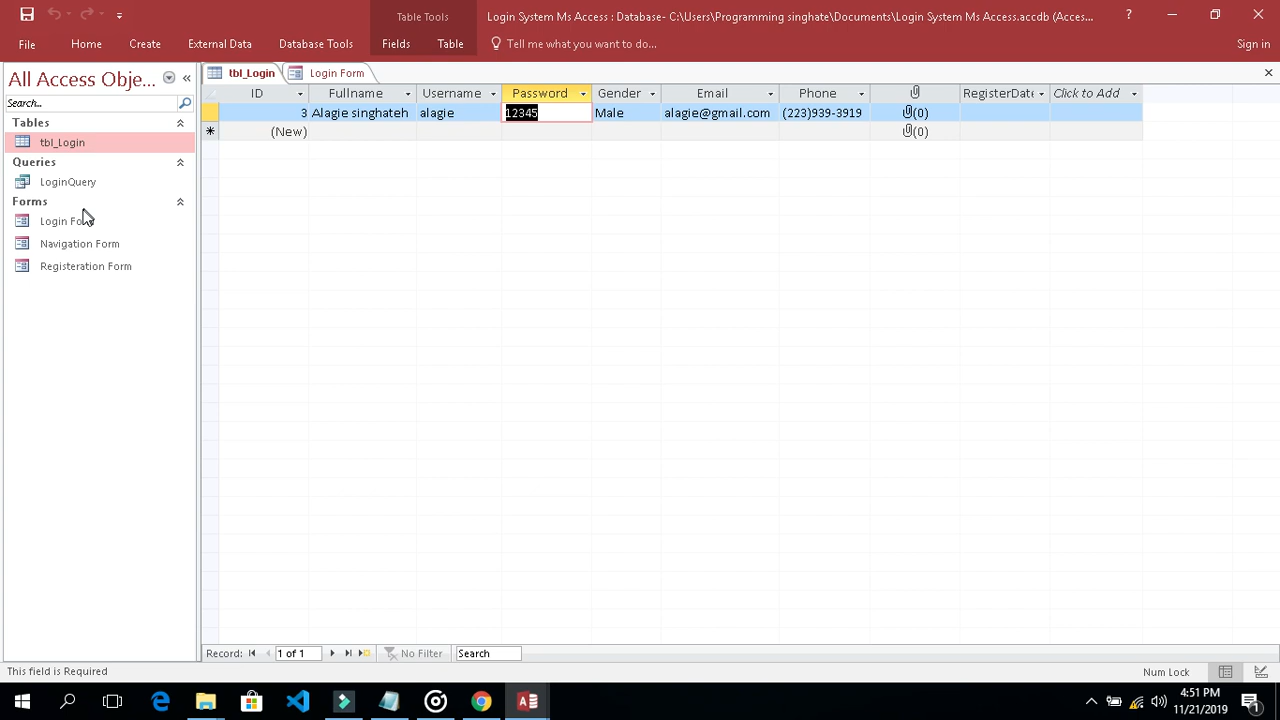 Table Tools
Login System Ms Access : Database- C:\Users\Programming singhate\Documents\Login System Ms Access.accdb (Acces...
?
File Home Create External Data Database Tools Fields Table Tell me what you want to do... Sign in
All Access Obje...
tbl_Login
Login Form
Search..
ID Fullname Username Password Gender Email Phone RegisterDate Click to Add
3 Alagie singhateh alagie 12345 Male alagie@gmail.com (223)939-3919 (0)
(New) (0)
Tables
tbl_Login
Queries
LoginQuery
Forms
Login Fo
Navigation Form
Registeration Form
Record: 1 of 1 No Filter Search
This field is Required
Num Lock
4:51 PM
11/21/2019
1